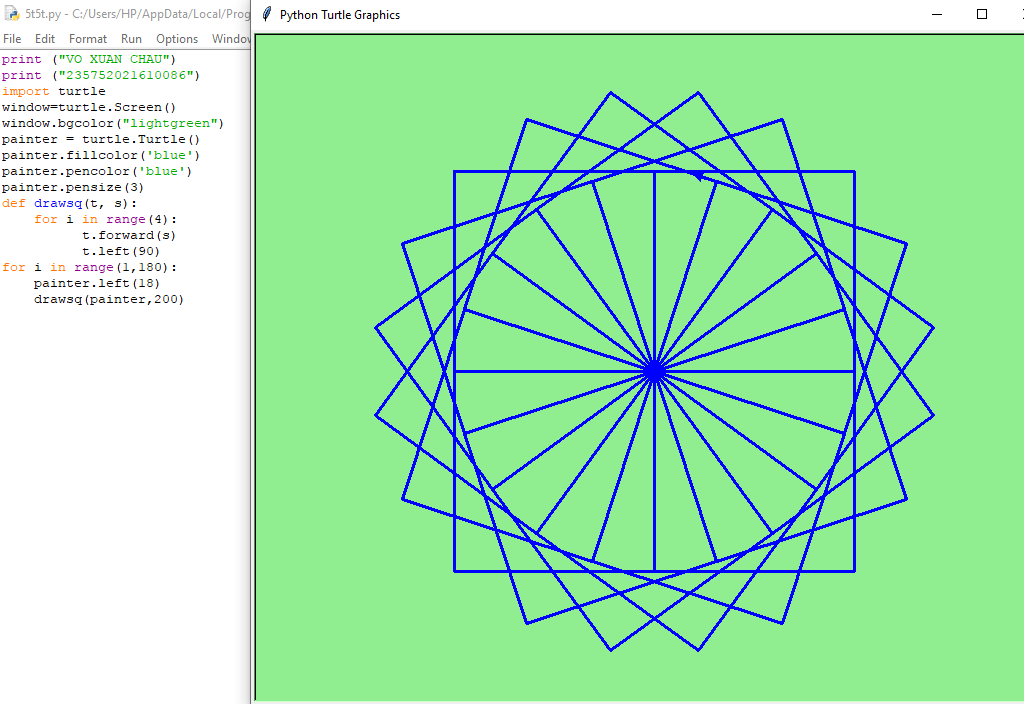 5t5t.py - C:/Users/HP/AppData/Local/Prog
Python Turtle Graphics
File Edit Format Run Options Window
print ("VO XUAN CHAU")
print ("235752021610086")
import turtle
window=turtle.Screen()
window.bgcolor("lightgreen")
painter = turtle.Turtle()
painter.fillcolor('blue')
painter.pencolor('blue')
painter.pensize(3)
def drawsq(t, s):
    for i in range(4):
          t.forward(s)
          t.left(90)
for i in range(1,180):
    painter.left(18)
    drawsq(painter,200)